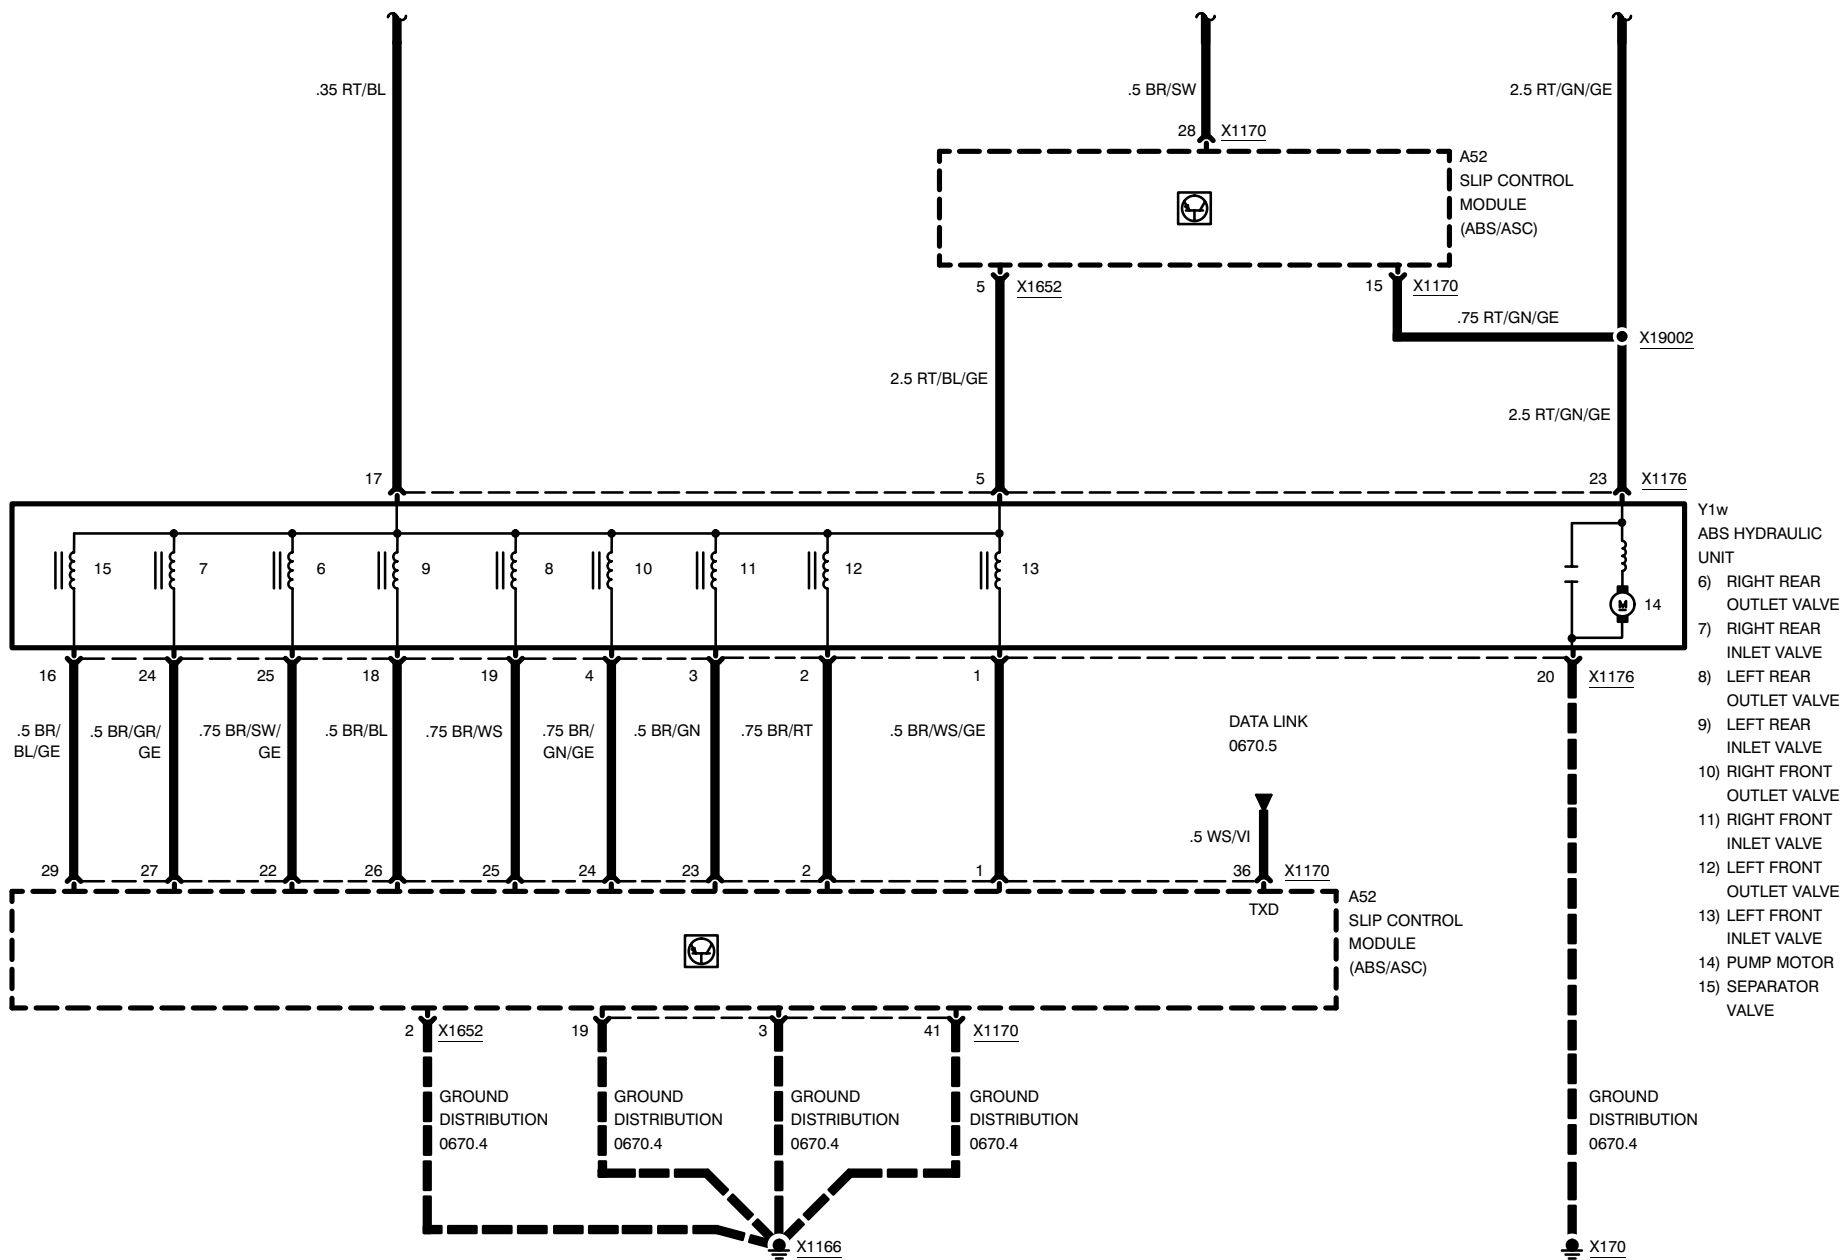 .35 RT/BL
.5 BR/SW
2.5 RT/GN/GE
28
X1170
A52
SLIP CONTROL
MODULE
(ABS/ASC)
5
X1652
15
X1170
.75 RT/GN/GE
X19002
2.5 RT/BL/GE
2.5 RT/GN/GE
17
5
23
X1176
15
7
6
9
8
10
11
12
13
M
14
Y1w
ABS HYDRAULIC
UNIT
6) RIGHT REAR
OUTLET VALVE
7) RIGHT REAR
INLET VALVE
8) LEFT REAR
OUTLET VALVE
9) LEFT REAR
INLET VALVE
10) RIGHT FRONT
OUTLET VALVE
11) RIGHT FRONT
INLET VALVE
12) LEFT FRONT
OUTLET VALVE
13) LEFT FRONT
INLET VALVE
14) PUMP MOTOR
15) SEPARATOR
VALVE
16
24
25
18
19
4
3
2
1
20
X1176
.5 BR/
BL/GE
.5 BR/GR/
GE
.75 BR/SW/
GE
.5 BR/BL
.75 BR/WS
.75 BR/
GN/GE
.5 BR/GN
.75 BR/RT
.5 BR/WS/GE
DATA LINK
0670.5
.5 WS/VI
29
27
22
26
25
24
23
2
1
36
X1170
TXD
A52
SLIP CONTROL
MODULE
(ABS/ASC)
2
X1652
19
3
41
X1170
GROUND
DISTRIBUTION
0670.4
GROUND
DISTRIBUTION
0670.4
GROUND
DISTRIBUTION
0670.4
GROUND
DISTRIBUTION
0670.4
GROUND
DISTRIBUTION
0670.4
X1166
X170